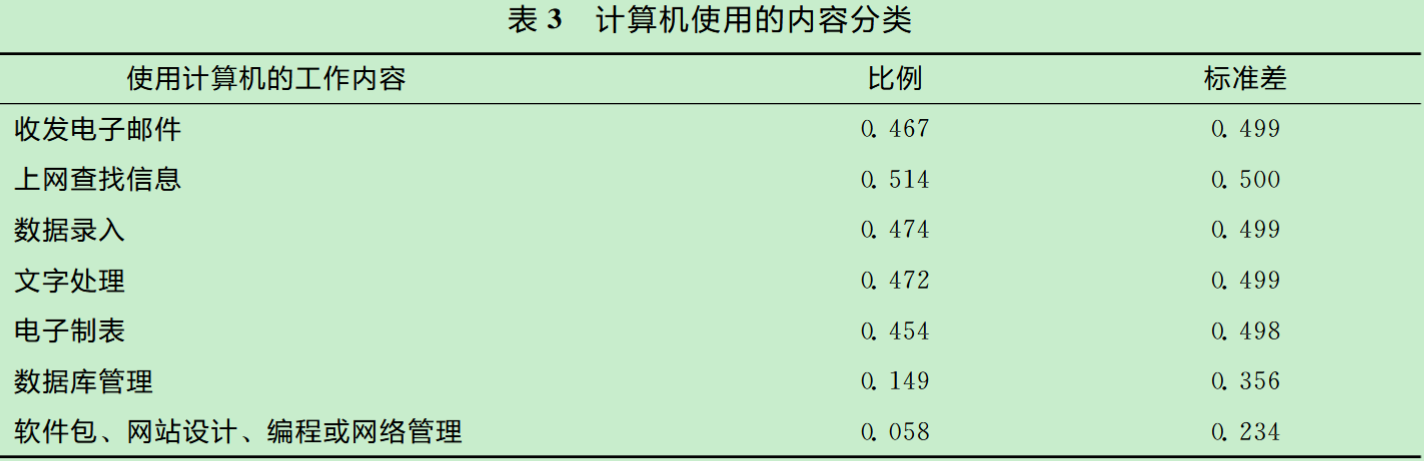 表 3 计算机使用的内容分类
使用计算机的工作内容 比例 标准差
收发电子邮件 0.467 0.499
上网查找信息 0.514 0.500
数据录入 0.474 0.499
文字处理 0.472 0.499
电子制表 0.454 0.498
数据库管理 0.149 0.356
软件包、网站设计、编程或网络管理 0.058 0.234